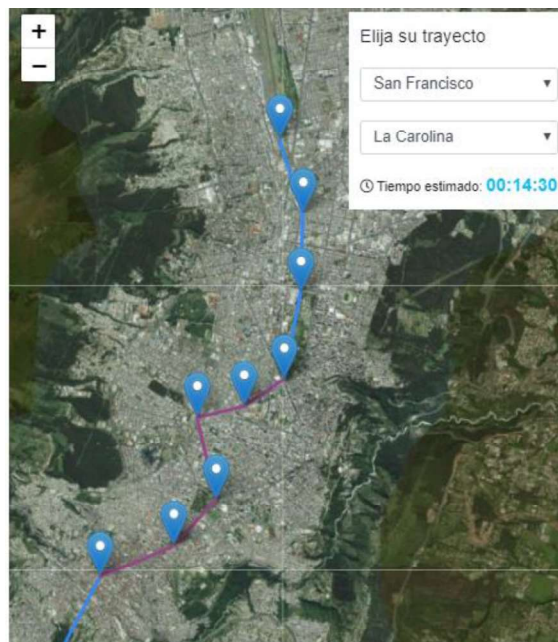 +
−
Elija su trayecto
San Francisco
La Carolina
Tiempo estimado: 00:14:30